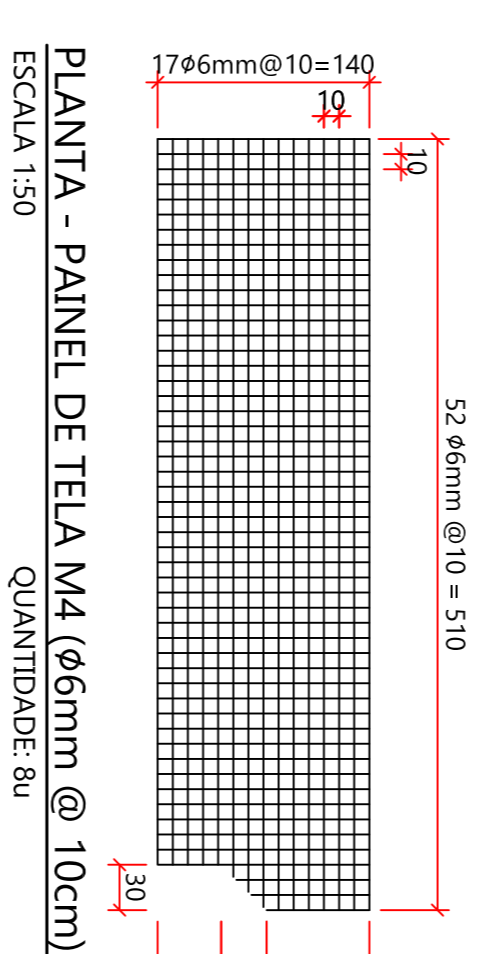 17ϕ6mm@10=140
10
10
52 ϕ6mm @10 = 510
30
PLANTA - PAINEL DE TELA M4 (ϕ6mm @ 10cm)
ESCALA 1:50
QUANTIDADE: 8u